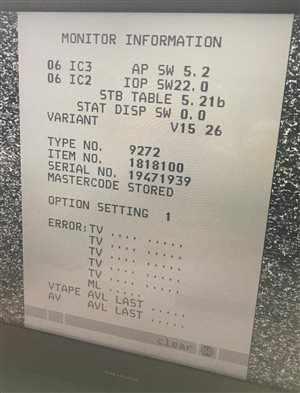 MONITOR INFORMATION
06 IC3 AP SW 5.2
06 IC2 IOP SW22.0
STB TABLE 5.21b
STAT DISP SW 0.0
VARIANT V15 26
TYPE NO. 9272
ITEM NO. 1818100
SERIAL NO. 19471939
MASTERCODE STORED
OPTION SETTING 1
ERROR:TV .... .....
TV .... .....
TV .... .....
TV .... .....
TV .... .....
ML .....
VTAPE AVL LAST .....
AV AVL LAST .....
clear GO